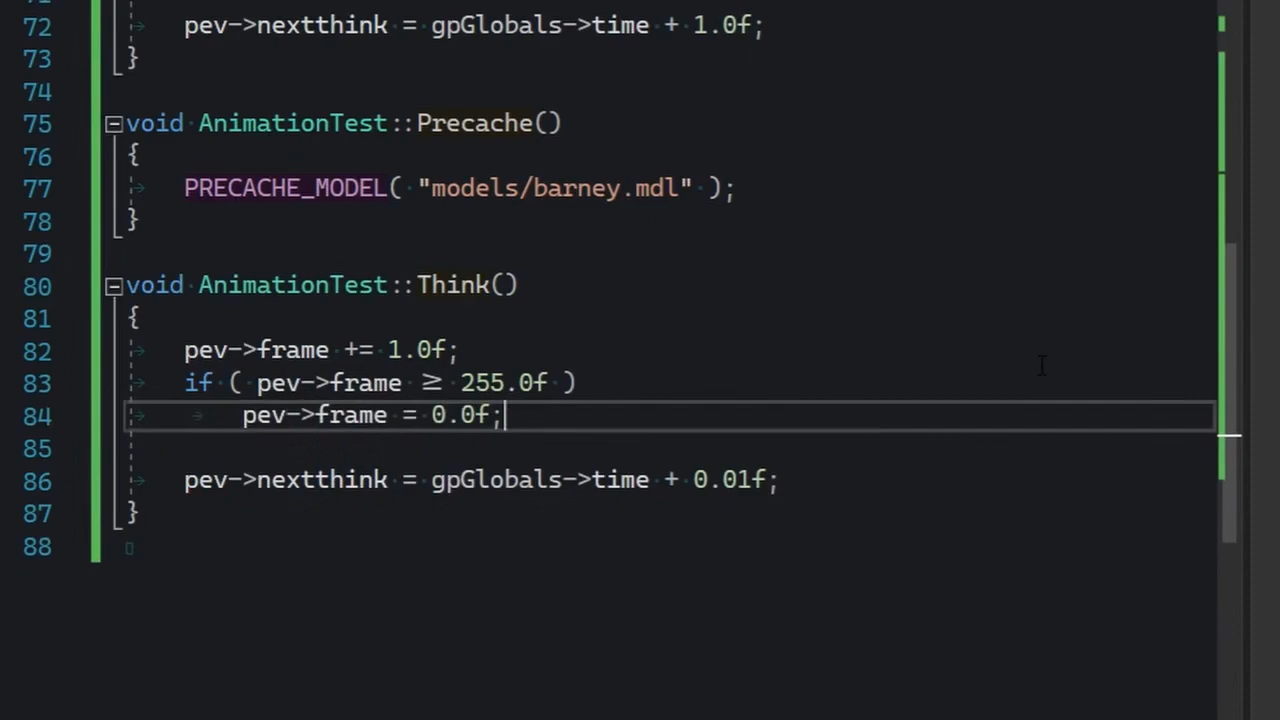 72 pev->nextthink = gpGlobals->time + 1.0f;
73 }
74
75 void AnimationTest::Precache()
76 {
77 PRECACHE_MODEL( "models/barney.mdl" );
78 }
79
80 void AnimationTest::Think()
81 {
82 pev->frame += 1.0f;
83 if ( pev->frame ≥ 255.0f )
84 pev->frame = 0.0f;
85
86 pev->nextthink = gpGlobals->time + 0.01f;
87 }
88